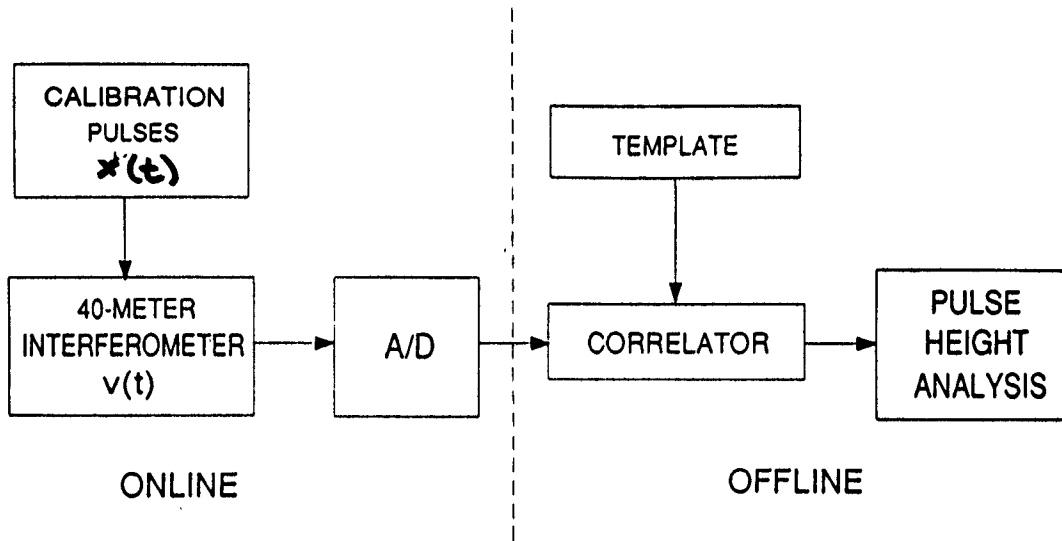 CALIBRATION
PULSES
x(t)
40-METER
INTERFEROMETER
v(t)
A/D
ONLINE
TEMPLATE
CORRELATOR
PULSE
HEIGHT
ANALYSIS
OFFLINE